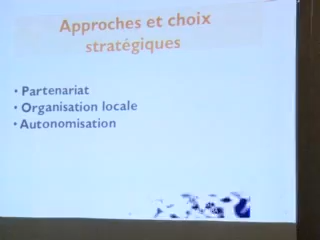 Approches et choix
stratégiques
• Partenariat
• Organisation locale
• Autonomisation